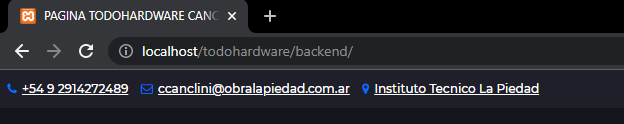 PAGINA TODOHARDWARE CANC
localhost/todohardware/backend/
+54 9 2914272489 ccanclini@obralapiedad.com.ar Instituto Tecnico La Piedad